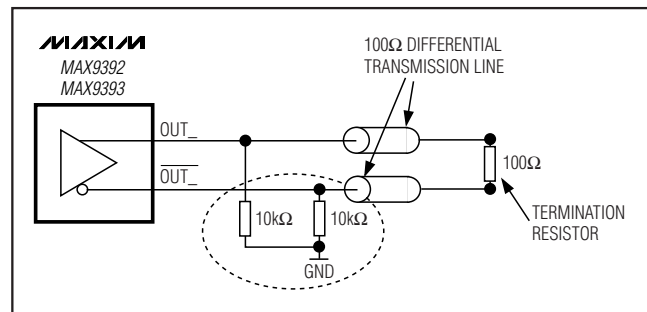 MAXIM
MAX9392
MAX9393
100Ω DIFFERENTIAL
TRANSMISSION LINE
OUT_
OUT_
100Ω
10kΩ
10kΩ
TERMINATION
RESISTOR
GND